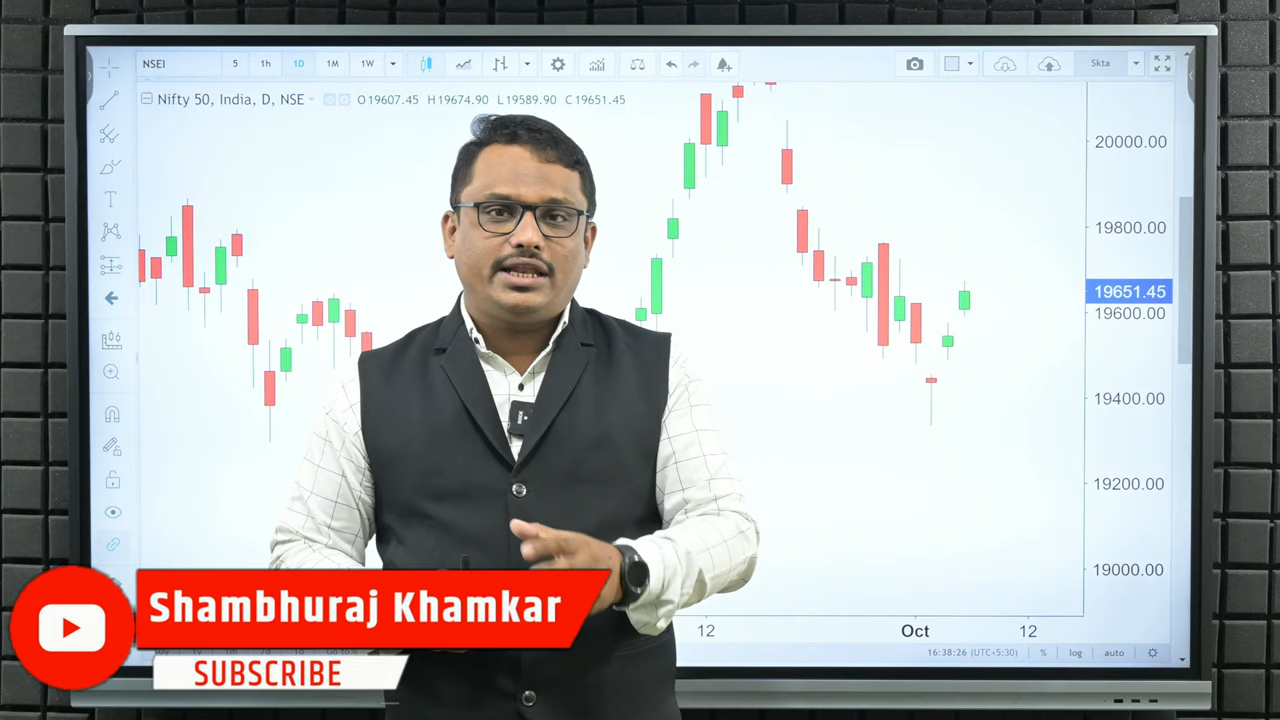 NSEI 5 1h 1D 1M 1W Skta
Nifty 50, India, D, NSE O19607.45 H19674.90 L19589.90 C19651.45
20000.00
19800.00
19651.45
19600.00
19400.00
19200.00
19000.00
Shambhuraj Khamkar
SUBSCRIBE
12 Oct 12
16:38:26 (UTC+5:30) % log auto